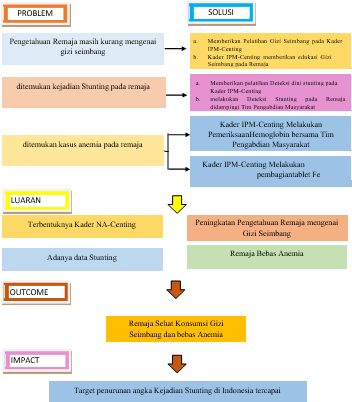 PROBLEM
SOLUSI
Pengetahuan Remaja masih kurang mengenai
gizi seimbang
a. Memberikan Pelatihan Gizi Seimbang pada Kader
IPM-Centing
b. Kader IPM-Centing memberikan edukasi Gizi
Seimbang pada Remaja
ditemukan kejadian Stunting pada remaja
a. Memberikan pelatihan Deteksi dini stunting pada
Kader IPM-Centing
b. melakukan Deteksi Stunting pada Remaja
didampingi Tim Pengabdian Masyarakat
ditemukan kasus anemia pada remaja
Kader IPM-Centing Melakukan
PemeriksaanHemoglobin bersama Tim
Pengabdian Masyarakat
Kader IPM-Centing Melakukan
pembagiantablet Fe
LUARAN
Terbentuknya Kader NA-Centing
Peningkatan Pengetahuan Remaja mengenai
Gizi Seimbang
Adanya data Stunting
Remaja Bebas Anemia
OUTCOME
Remaja Sehat Konsumsi Gizi
Seimbang dan bebas Anemia
IMPACT
Target penurunan angka Kejadian Stunting di Indonesia tercapai